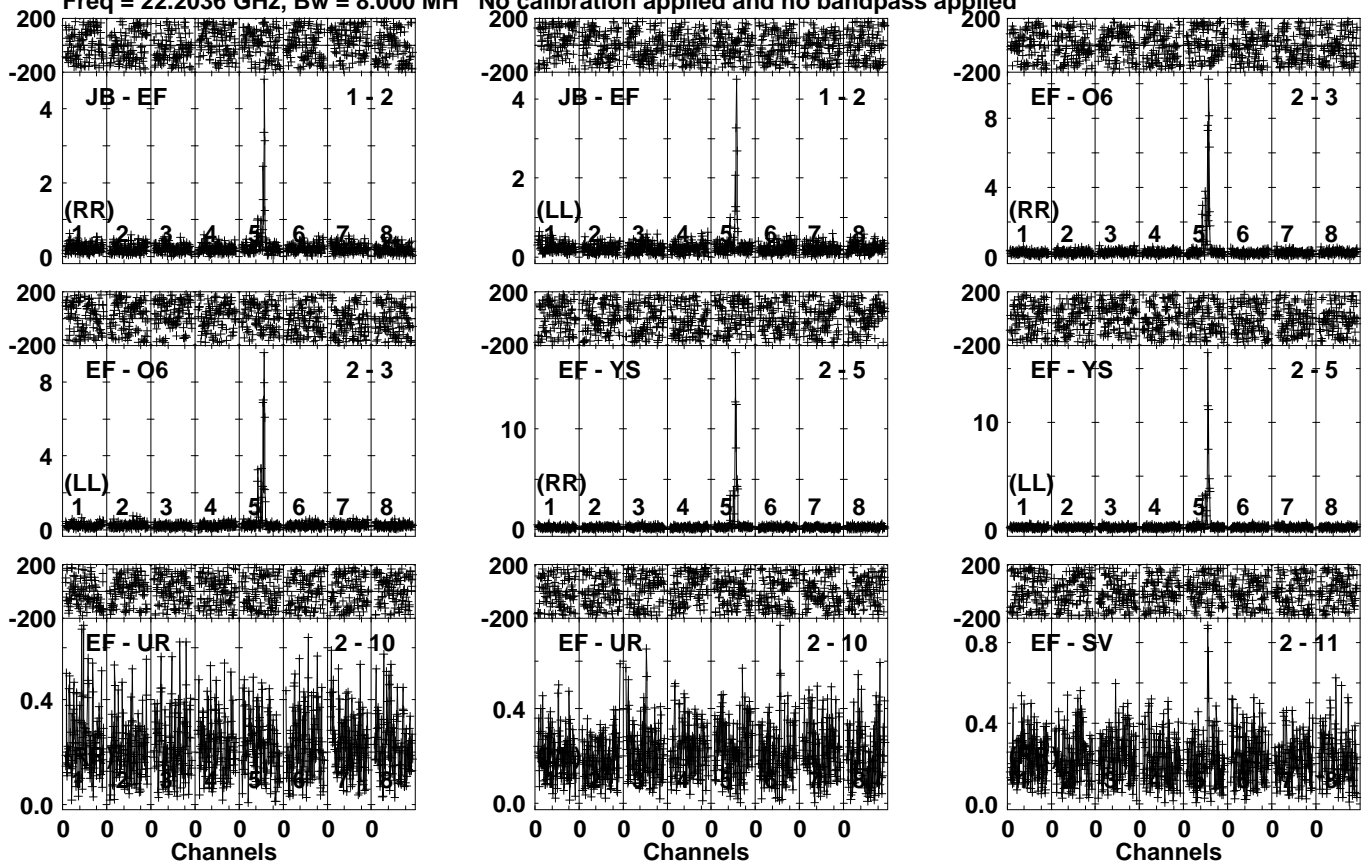 Freq = 22.2036 GHz, Bw = 8.000 MH No calibration applied and no bandpass applied
200 200 200
-200 -200 -200
JB - EF 1 - 2 JB - EF 1 - 2 EF - O6 2 - 3
4 4 8
2 2 4
(RR) (LL) (RR)
1 2 3 4 5 6 7 8 1 2 3 4 5 6 7 8 1 2 3 4 5 6 7 8
0 0 0
200 200 200
-200 -200 -200
EF - O6 2 - 3 EF - YS 2 - 5 EF - YS 2 - 5
8 10 10
4
(LL) (RR) (LL)
1 2 3 4 5 6 7 8 1 2 3 4 5 6 7 8 1 2 3 4 5 6 7 8
0 0 0
200 200 200
-200 -200 -200
EF - UR 2 - 10 EF - UR 2 - 10 EF - SV 2 - 11
0.8
0.4 0.4 0.4
0.0 0.0 0.0
0 0 0 0 0 0 0 0 0 0 0 0 0 0 0 0 0 0 0 0 0 0 0 0
Channels Channels Channels